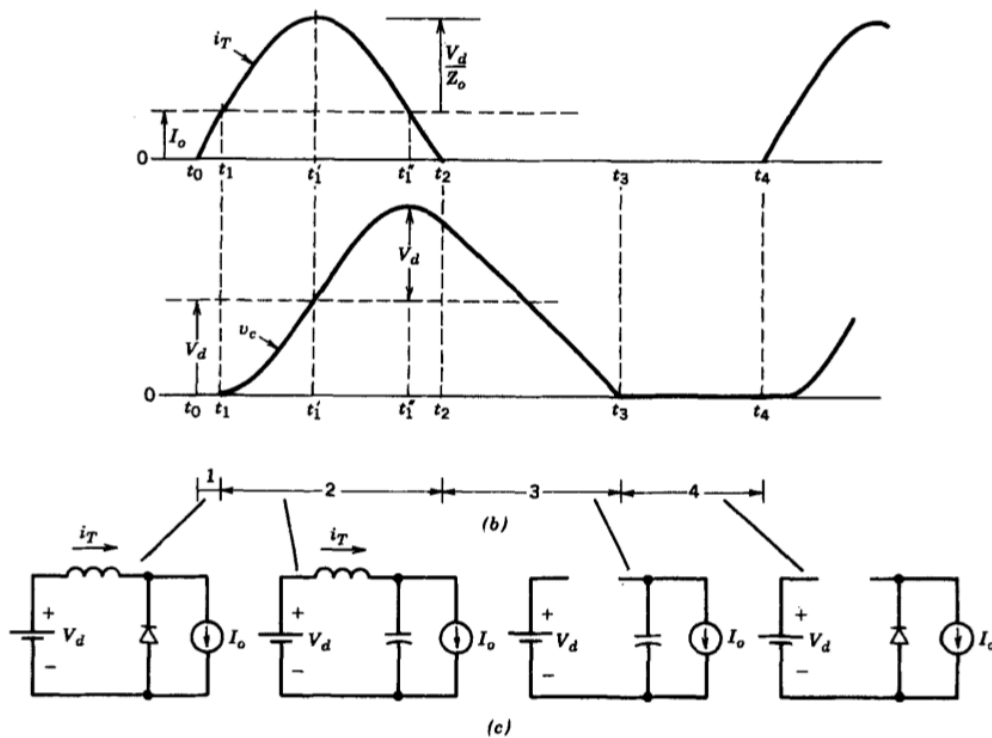 i_T
V_d
Z_o
I_o
0
t_0 t_1 t_1' t_1'' t_2 t_3 t_4
V_d
V_d
v_c
0
t_0 t_1 t_1' t_1'' t_2 t_3 t_4
1 2 3 4
(b)
i_T i_T
+ V_d − I_o + V_d − I_o + V_d − I_o + V_d − I_o
(c)